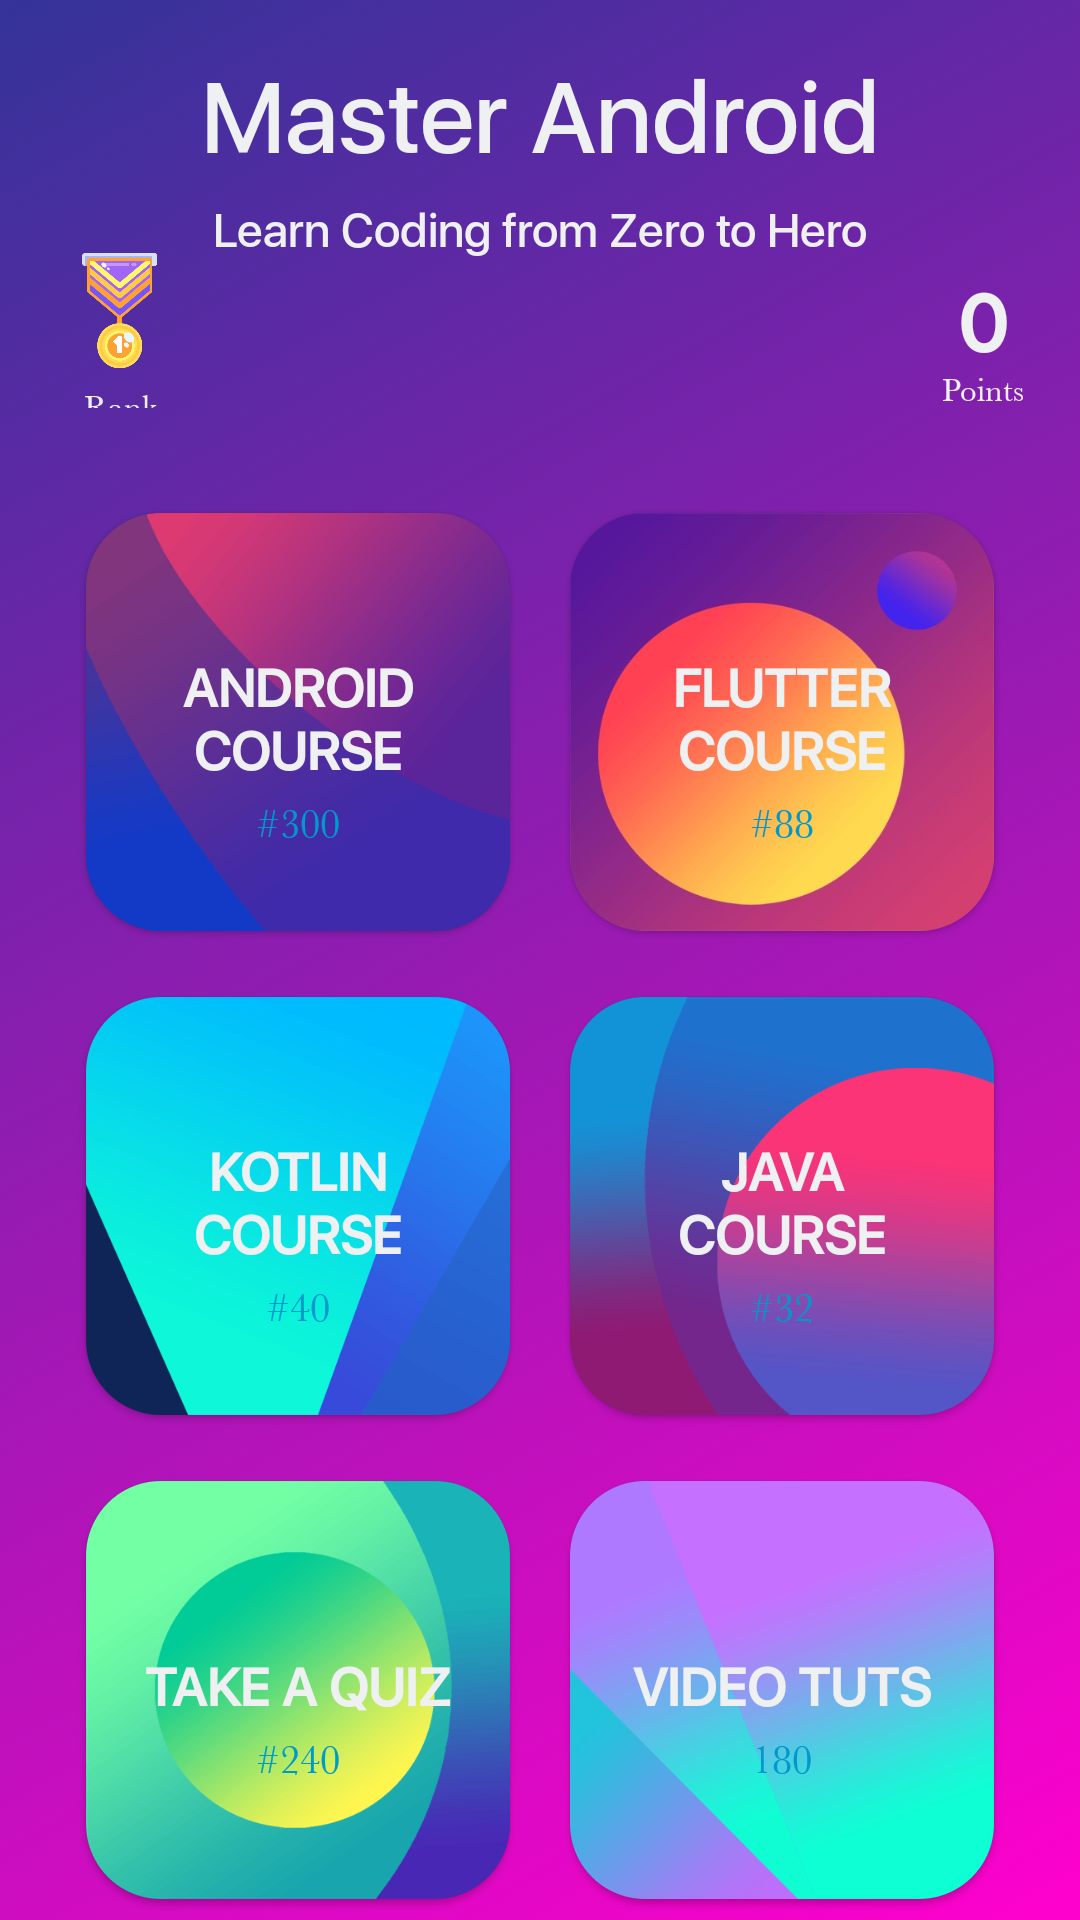 Master Android
Learn Coding from Zero to Hero
1
0
Rank
Points
ANDROID
COURSE
#300
FLUTTER
COURSE
#88
KOTLIN
COURSE
#40
JAVA
COURSE
#32
TAKE A QUIZ
#240
VIDEO TUTS
180